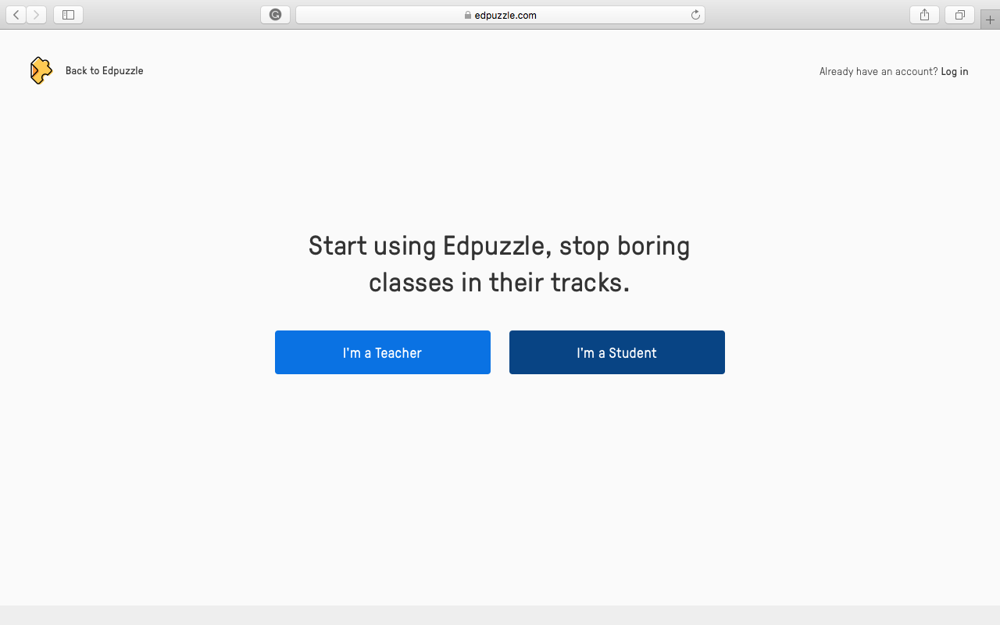 edpuzzle.com
Back to Edpuzzle
Already have an account? Log in
Start using Edpuzzle, stop boring
classes in their tracks.
I'm a Teacher
I'm a Student